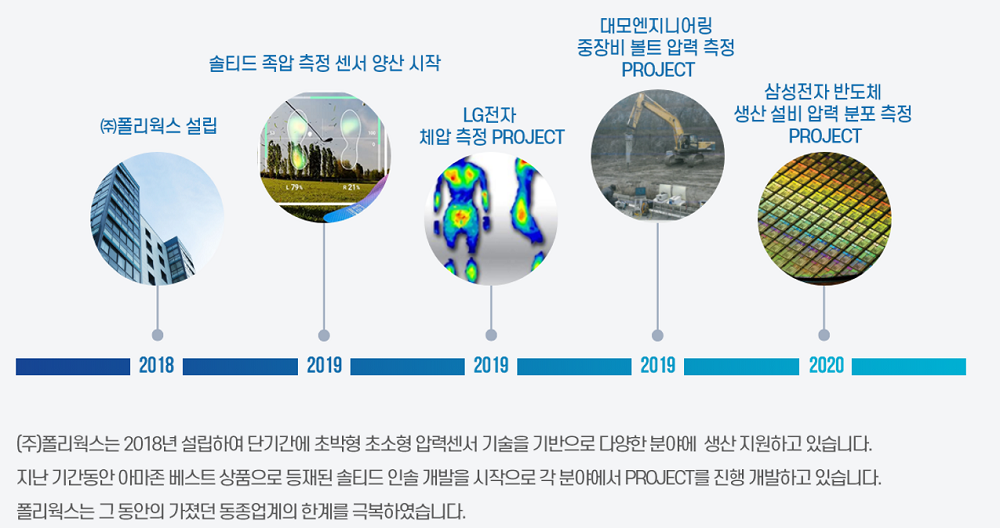 ㈜폴리웍스 설립
솔티드 족압 측정 센서 양산 시작
L 79%
R 21%
LG전자
체압 측정 PROJECT
대모엔지니어링
중장비 볼트 압력 측정
PROJECT
삼성전자 반도체
생산 설비 압력 분포 측정
PROJECT
2018
2019
2019
2019
2020
(주)폴리웍스는 2018년 설립하여 단기간에 초박형 초소형 압력센서 기술을 기반으로 다양한 분야에 생산 지원하고 있습니다.
지난 기간동안 아마존 베스트 상품으로 등재된 솔티드 인솔 개발을 시작으로 각 분야에서 PROJECT를 진행 개발하고 있습니다.
폴리웍스는 그 동안의 가졌던 동종업계의 한계를 극복하였습니다.